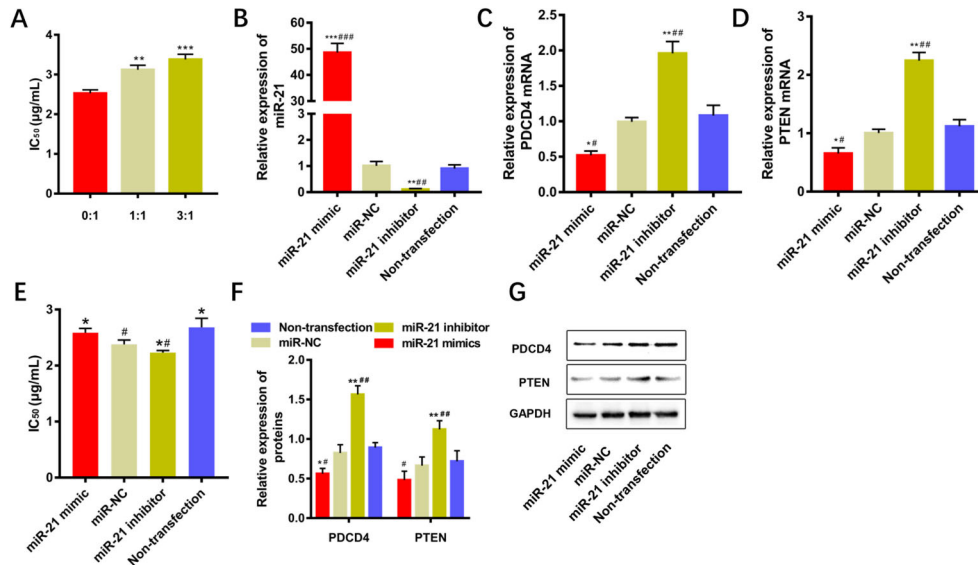 A
IC₅₀ (μg/mL)
4
3
2
1
0
**
***
0:1
1:1
3:1
B
Relative expression of
miR-21
60
50
40
30
20
10
2
1
0
***###
**##
miR-21 mimic
miR-NC
miR-21 inhibitor
Non-transfection
C
Relative expression of
PDCD4 mRNA
2.5
2.0
1.5
1.0
0.5
0.0
*#
**##
miR-21 mimic
miR-NC
miR-21 inhibitor
Non-transfection
D
Relative expression of
PTEN mRNA
3
2
1
0
*#
**##
miR-21 mimic
miR-NC
miR-21 inhibitor
Non-transfection
E
IC₅₀ (μg/mL)
3
2
1
0
*
#
*#
*
miR-21 mimic
miR-NC
miR-21 inhibitor
Non-transfection
F
Non-transfection
miR-NC
miR-21 inhibitor
miR-21 mimics
Relative expression of
proteins
2.0
1.5
1.0
0.5
0.0
*#
**##
#
**##
PDCD4
PTEN
G
PDCD4
PTEN
GAPDH
miR-21 mimic
miR-NC
miR-21 inhibitor
Non-transfection